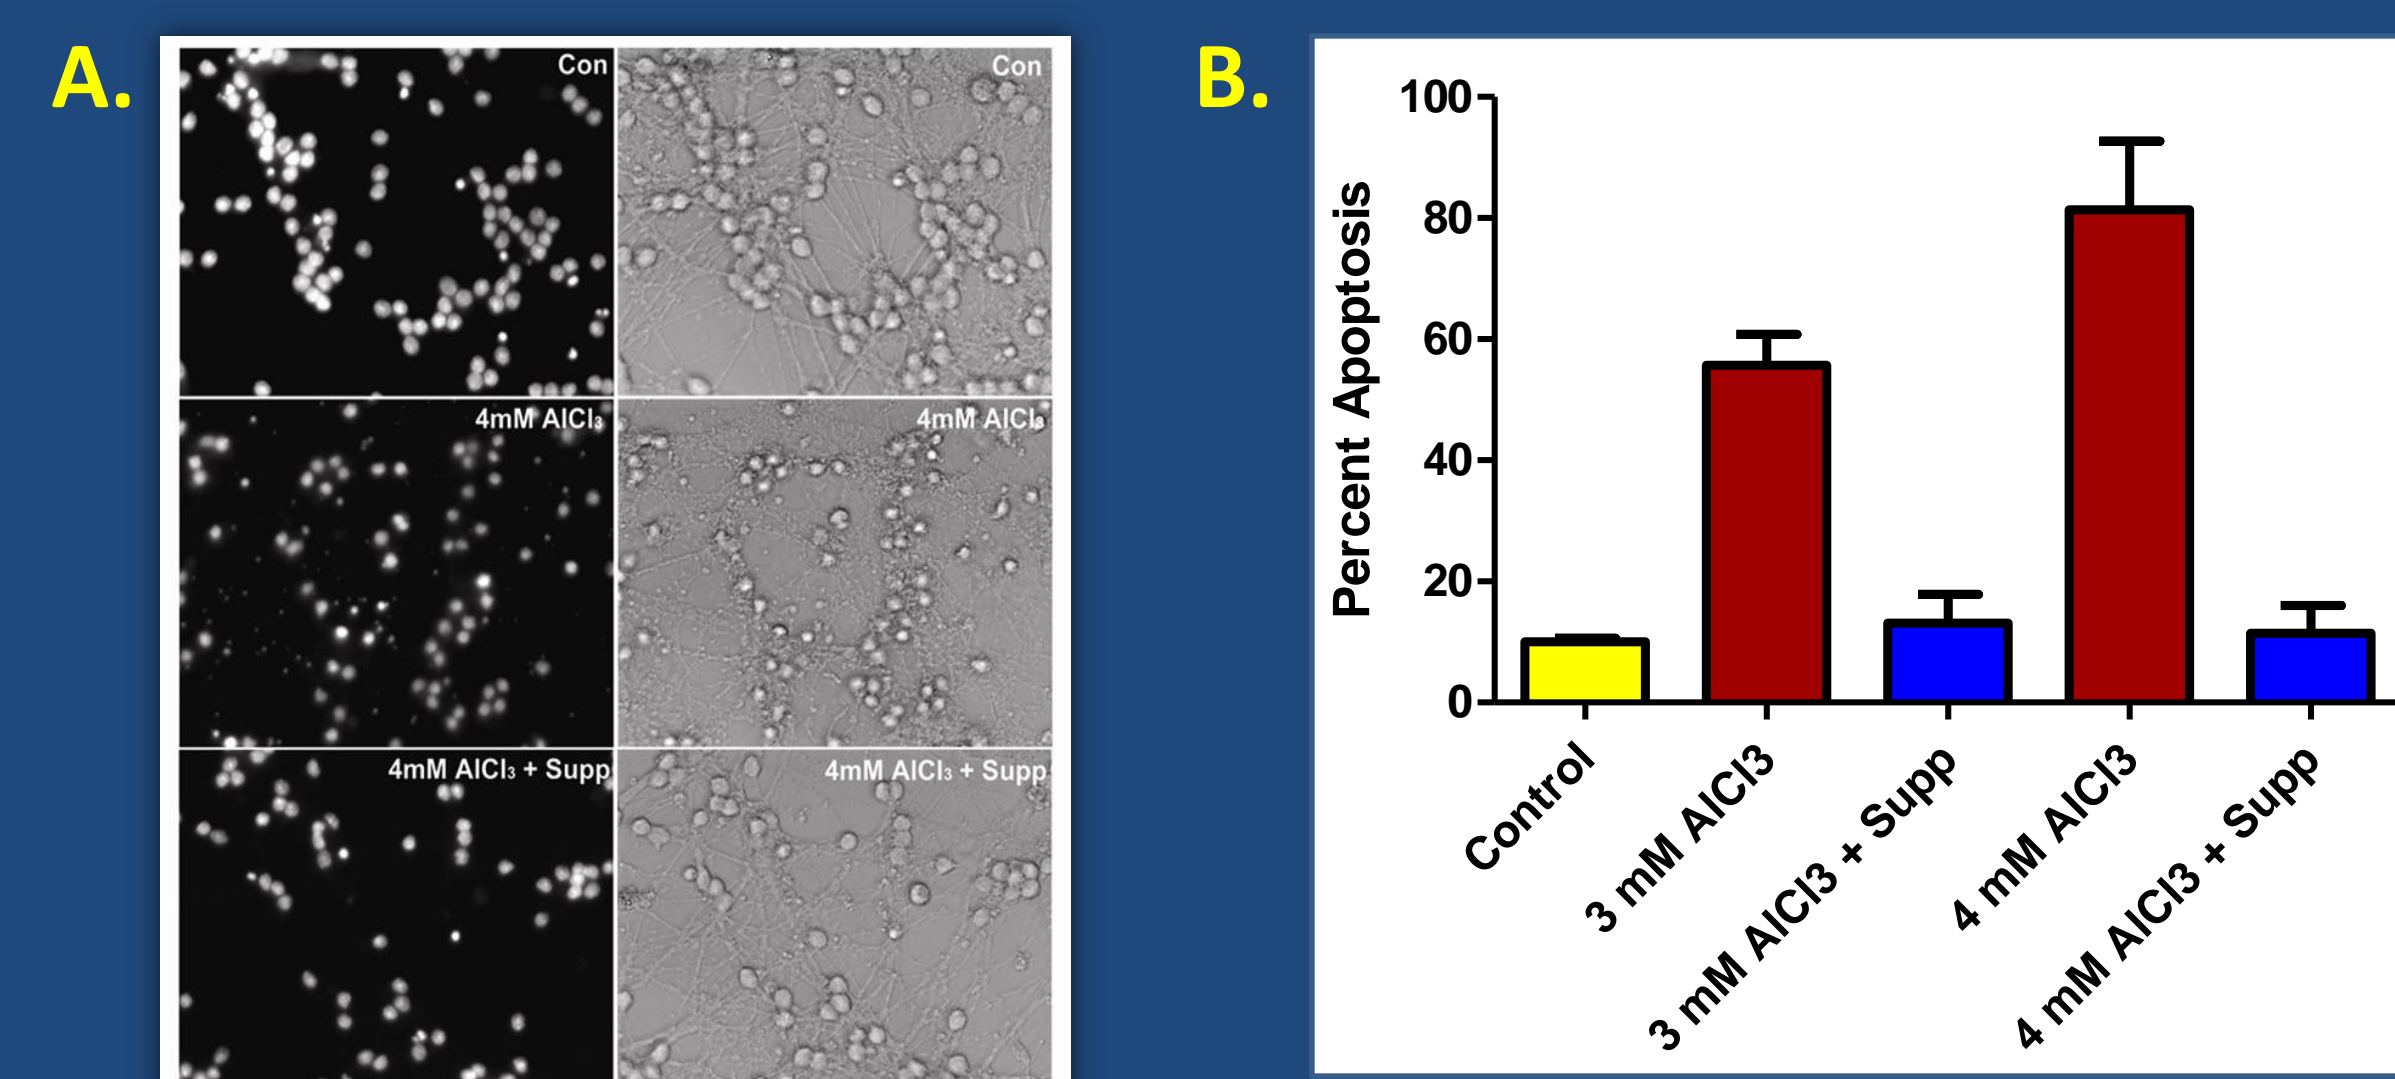 A.
Con
Con
4mM AlCl₃
4mM AlCl₃
4mM AlCl₃ + Supp
4mM AlCl₃ + Supp
B.
Percent Apoptosis
100
80
60
40
20
0
Control
3 mM AlCl3
3 mM AlCl3 + Supp
4 mM AlCl3
4 mM AlCl3 + Supp